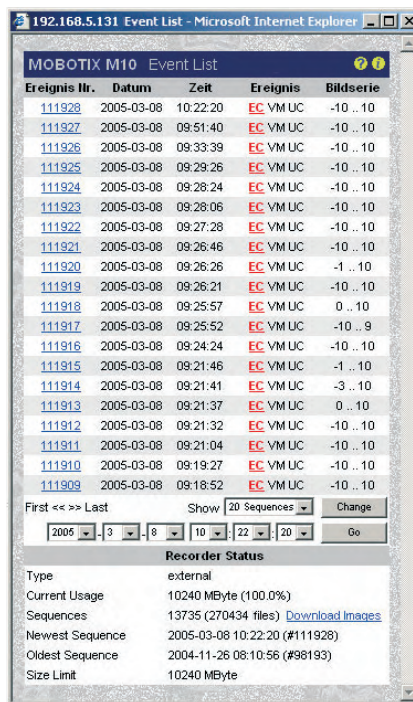 192.168.5.131 Event List - Microsoft Internet Explorer
MOBOTIX M10 Event List ? i
Ereignis Nr. Datum Zeit Ereignis Bildserie
111928 2005-03-08 10:22:20 EC VM UC -10 .. 10
111927 2005-03-08 09:51:40 EC VM UC -10 .. 10
111926 2005-03-08 09:33:39 EC VM UC -10 .. 10
111925 2005-03-08 09:29:26 EC VM UC -10 .. 10
111924 2005-03-08 09:28:24 EC VM UC -10 .. 10
111923 2005-03-08 09:28:06 EC VM UC -10 .. 10
111922 2005-03-08 09:27:28 EC VM UC -10 .. 10
111921 2005-03-08 09:26:46 EC VM UC -10 .. 10
111920 2005-03-08 09:26:26 EC VM UC -1 .. 10
111919 2005-03-08 09:26:21 EC VM UC -10 .. 10
111918 2005-03-08 09:25:57 EC VM UC 0 .. 10
111917 2005-03-08 09:25:52 EC VM UC -10 .. 9
111916 2005-03-08 09:24:24 EC VM UC -10 .. 10
111915 2005-03-08 09:21:46 EC VM UC -1 .. 10
111914 2005-03-08 09:21:41 EC VM UC -3 .. 10
111913 2005-03-08 09:21:37 EC VM UC 0 .. 10
111912 2005-03-08 09:21:32 EC VM UC -10 .. 10
111911 2005-03-08 09:21:04 EC VM UC -10 .. 10
111910 2005-03-08 09:19:27 EC VM UC -10 .. 10
111909 2005-03-08 09:18:52 EC VM UC -10 .. 10
First << >> Last Show 20 Sequences Change
2005 - 3 - 8 10 : 22 : 20 Go
Recorder Status
Type external
Current Usage 10240 MByte (100.0%)
Sequences 13735 (270434 files) Download Images
Newest Sequence 2005-03-08 10:22:20 (#111928)
Oldest Sequence 2004-11-26 08:10:56 (#98193)
Size Limit 10240 MByte